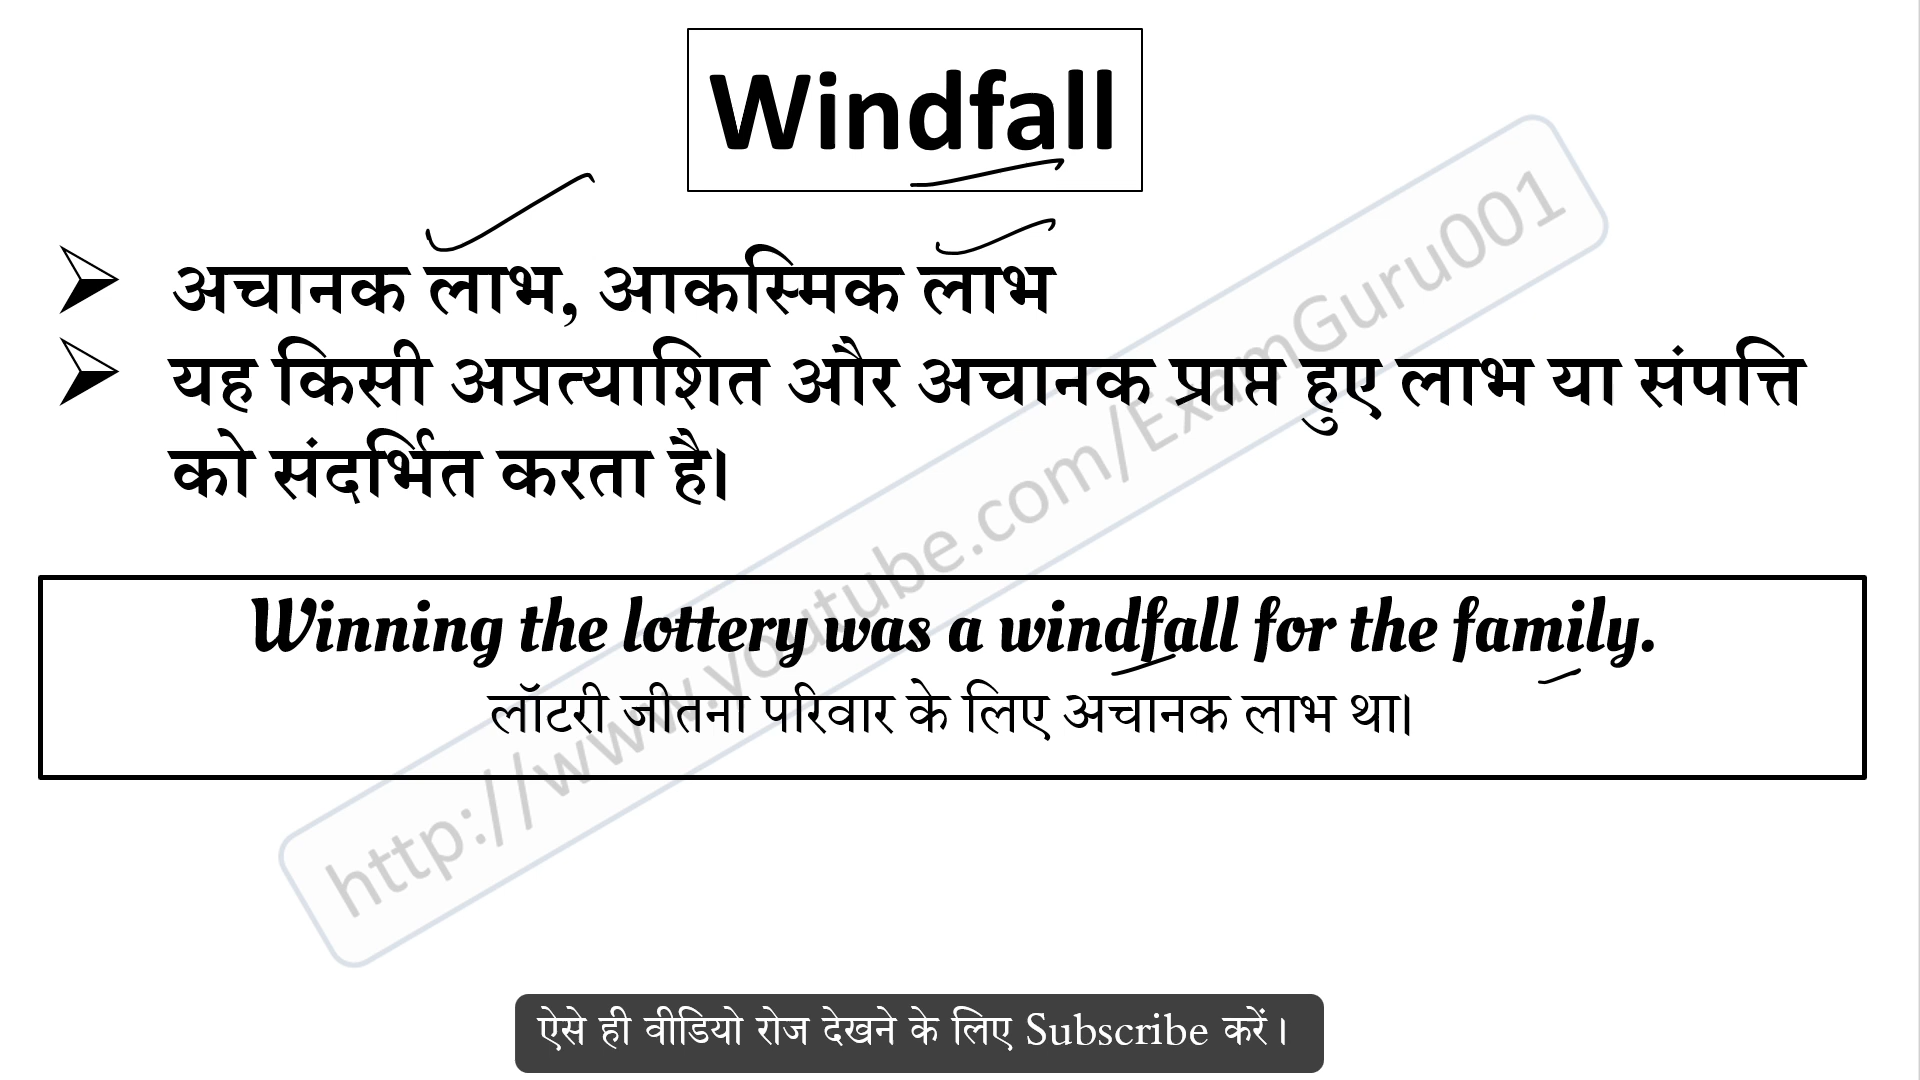 Windfall
अचानक लाभ, आकस्मिक लाभ
यह किसी अप्रत्याशित और अचानक प्राप्त हुए लाभ या संपत्ति
को संदर्भित करता है।
Winning the lottery was a windfall for the family.
लॉटरी जीतना परिवार के लिए अचानक लाभ था।
http://www.youtube.com/ExamGuru001
ऐसे ही वीडियो रोज देखने के लिए Subscribe करें।